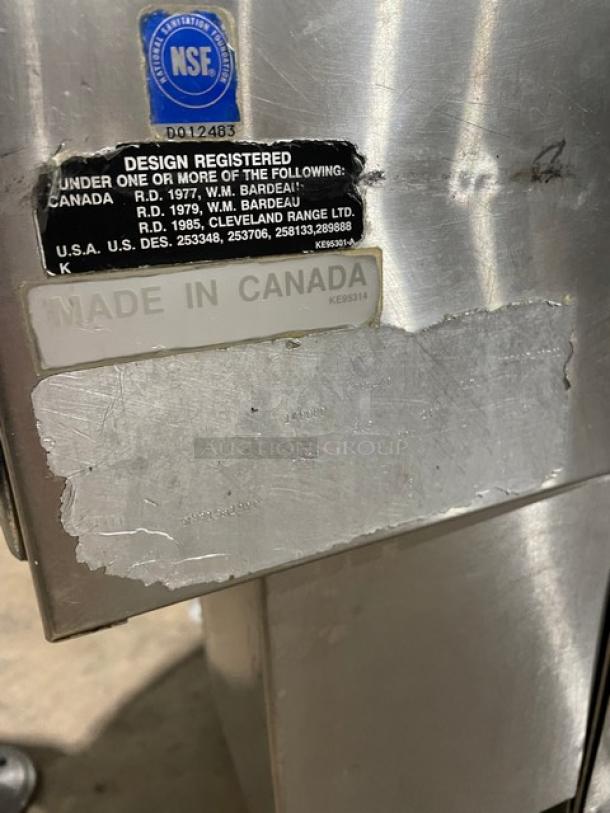 NATIONAL SANITATION FOUNDATION
NSF®
D012483
DESIGN REGISTERED
UNDER ONE OR MORE OF THE FOLLOWING:
CANADA R.D. 1977, W.M. BARDEAU
R.D. 1979, W.M. BARDEAU
R.D. 1985, CLEVELAND RANGE LTD.
U.S.A. U.S. DES. 253348, 253706, 258133,289888
K KE95301-A
MADE IN CANADA
KE95314
AUCTION GROUP